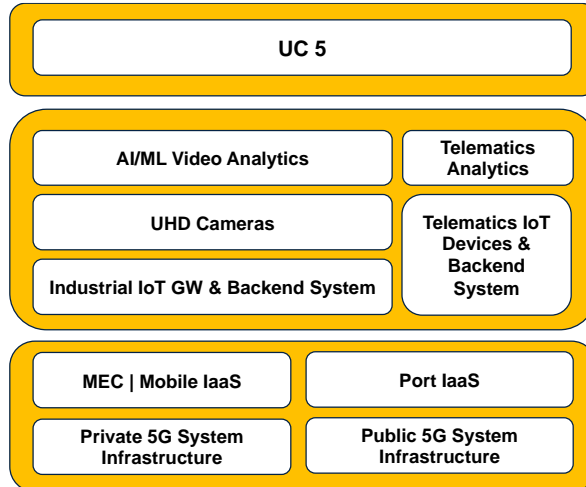 UC 5
AI/ML Video Analytics
Telematics
Analytics
UHD Cameras
Telematics IoT
Devices &
Backend
System
Industrial IoT GW & Backend System
MEC | Mobile IaaS
Port IaaS
Private 5G System
Infrastructure
Public 5G System
Infrastructure